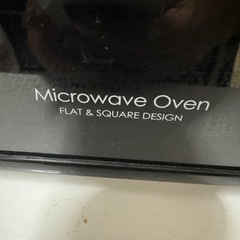 Microwave Oven
FLAT & SQUARE DESIGN